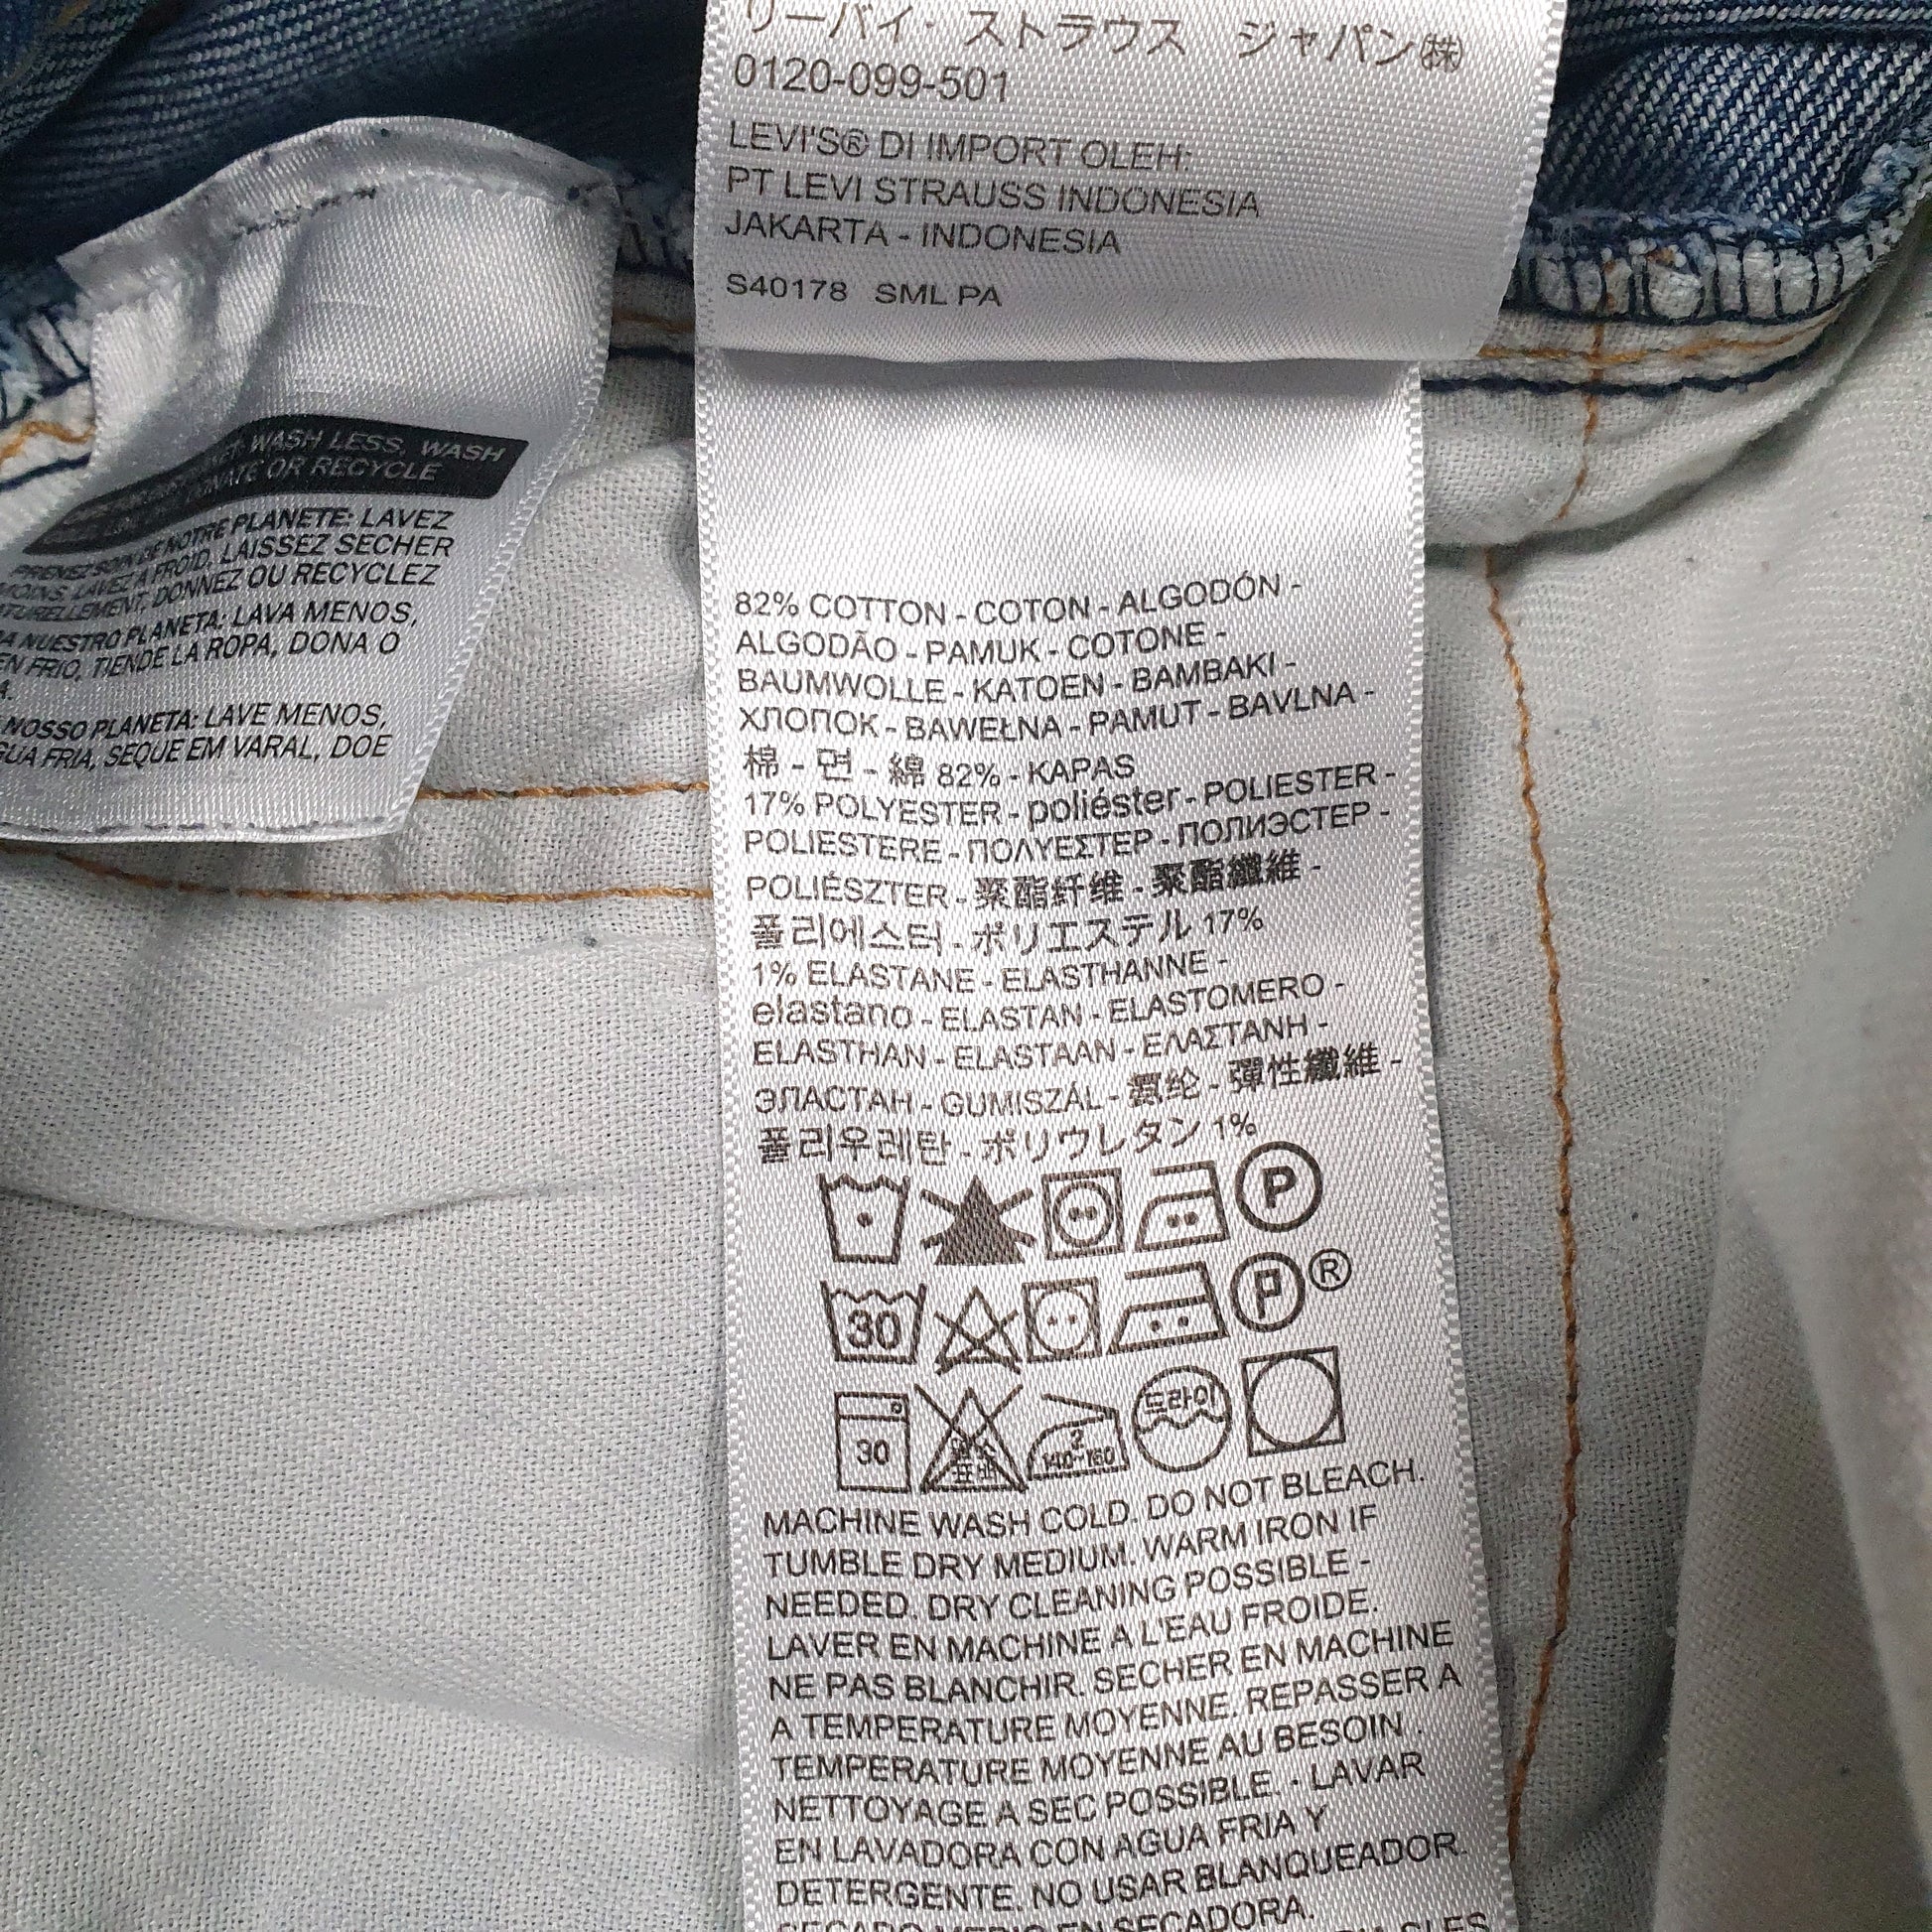 リーバイ・ストラウス ジャパン㈱
0120-099-501
LEVI'S® DI IMPORT OLEH:
PT LEVI STRAUSS INDONESIA
JAKARTA - INDONESIA
S40178 SML PA
WASH LESS, WASH
OR RECYCLE
NOTRE PLANETE: LAVEZ
LAVEZ A FROID, LAISSEZ SECHER
DONNEZ OU RECYCLEZ
NUESTRO PLANETA: LAVA MENOS,
EN FRIO, TIENDE LA ROPA, DONA O
NOSSO PLANETA: LAVE MENOS,
FRIA, SEQUE EM VARAL, DOE
82% COTTON - COTON - ALGODÓN -
ALGODÃO - PAMUK - COTONE -
BAUMWOLLE - KATOEN - BAMBAKI -
ХЛОПОК - BAWEŁNA - PAMUT - BAVLNA -
棉 - 면 - 綿 82% - KAPAS
17% POLYESTER - poliéster - POLIESTER -
POLIESTERE - ΠΟΛΥΕΣΤΕΡ - ПОЛИЭСТЕР -
POLIÉSZTER - 聚酯纤维 - 聚酯纖維 -
폴리에스터 - ポリエステル 17%
1% ELASTANE - ELASTHANNE -
elastano - ELASTAN - ELASTOMERO -
ELASTHAN - ELASTAAN - ΕΛΑΣΤΑΝΗ -
ЭЛАСТАН - GUMISZÁL - 氨纶 - 彈性纖維 -
폴리우레탄 - ポリウレタン 1%
P
30 P ®
30 2 140~160 드라이
MACHINE WASH COLD. DO NOT BLEACH.
TUMBLE DRY MEDIUM. WARM IRON IF
NEEDED. DRY CLEANING POSSIBLE -
LAVER EN MACHINE A L'EAU FROIDE.
NE PAS BLANCHIR. SECHER EN MACHINE
A TEMPERATURE MOYENNE. REPASSER A
TEMPERATURE MOYENNE AU BESOIN .
NETTOYAGE A SEC POSSIBLE. - LAVAR
EN LAVADORA CON AGUA FRIA Y
DETERGENTE. NO USAR BLANQUEADOR.
EN SECADORA.